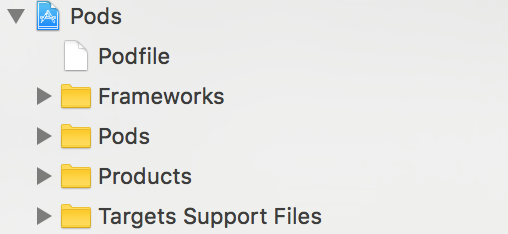 Pods
Podfile
Frameworks
Pods
Products
Targets Support Files